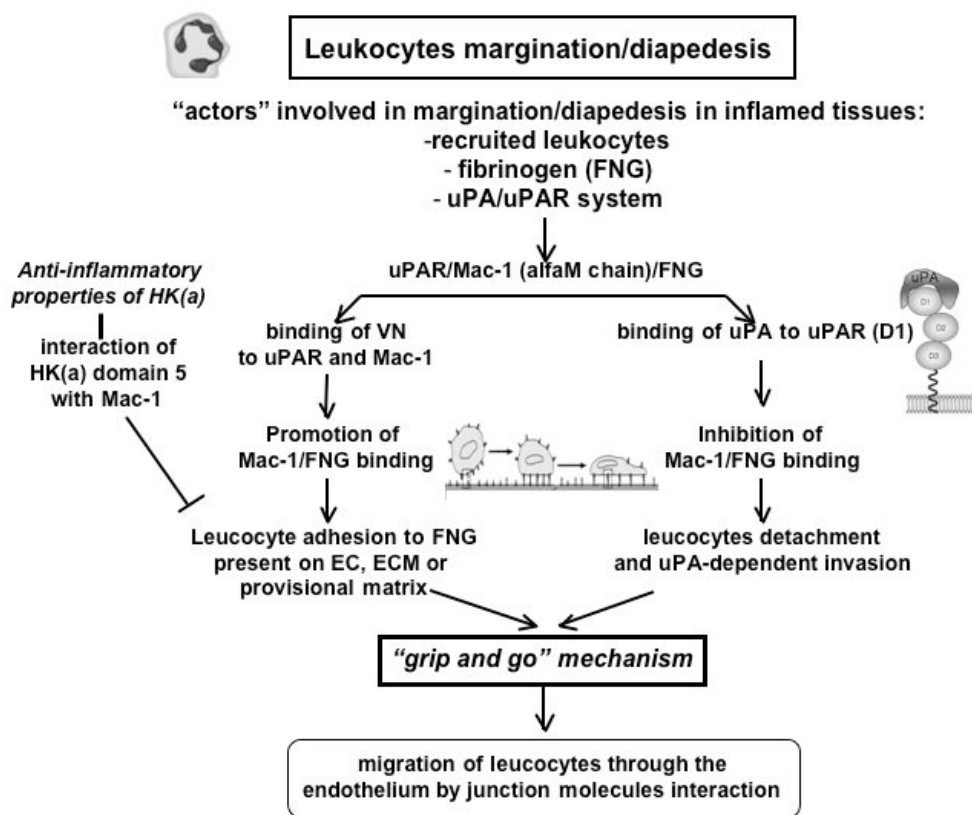 Leukocytes margination/diapedesis
“actors” involved in margination/diapedesis in inflamed tissues:
-recruited leukocytes
- fibrinogen (FNG)
- uPA/uPAR system
uPAR/Mac-1 (alfaM chain)/FNG
Anti-inflammatory
properties of HK(a)
interaction of
HK(a) domain 5
with Mac-1
binding of VN
to uPAR and Mac-1
binding of uPA to uPAR (D1)
uPA
D1
D2
D3
Promotion of
Mac-1/FNG binding
Inhibition of
Mac-1/FNG binding
Leucocyte adhesion to FNG
present on EC, ECM or
provisional matrix
leucocytes detachment
and uPA-dependent invasion
“grip and go” mechanism
migration of leucocytes through the
endothelium by junction molecules interaction